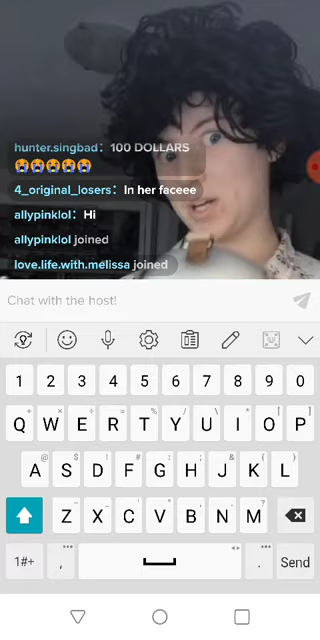 hunter.singbad: 100 DOLLARS
😭😭😭😭😭
4_original_losers: In her faceee
allypinklol: Hi
allypinklol joined
love.life.with.melissa joined
Chat with the host!
1 2 3 4 5 6 7 8 9 0
Q W E R T Y U I O P
A S D F G H J K L
Z X C V B N M
1#+ , . Send